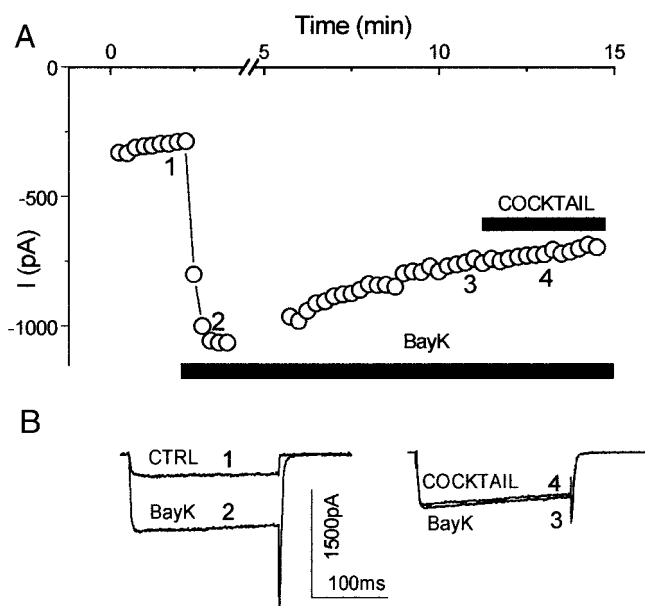 A
Time (min)
0 5 10 15
0
-500
-1000
I (pA)
1
2
3
4
COCKTAIL
BayK
B
CTRL 1
BayK 2
1500pA
100ms
COCKTAIL 4
BayK 3